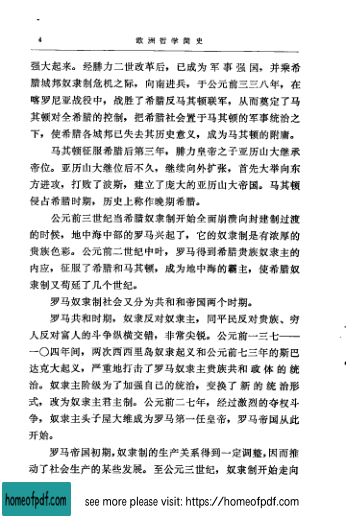 4 欧洲哲学简史
强大起来。经腓力二世改革后，已成为军事强国，并乘希
腊城邦奴隶制危机之际，向南进兵，于公元前三三八年，在
喀罗尼亚战役中，战胜了希腊反马其顿联军，从而奠定了马
其顿对全希腊的控制，把希腊社会置于马其顿的军事统治之
下，使希腊各城邦已失去其历史意义，成为马其顿的附庸。
马其顿征服希腊后第三年，腓力皇帝之子亚历山大继承
帝位。亚历山大继位后不久，继续向外扩张，首先大举向东
方进攻，打败了波斯，建立了庞大的亚历山大帝国。马其顿
侵占希腊时期，历史上称作晚期希腊。
公元前三世纪当希腊奴隶制开始全面崩溃向封建制过渡
的时候，地中海中部的罗马兴起了，它的奴隶制是有浓厚的
贵族色彩。公元前二世纪中叶，罗马得到希腊贵族奴隶主的
内应，征服了希腊和马其顿，成为地中海的霸主，使希腊奴
隶制又苟延了几个世纪。
罗马奴隶制社会又分为共和和帝国两个时期。
罗马共和时期，奴隶反对奴隶主，同平民反对贵族、穷
人反对富人的斗争纵横交错，非常尖锐。公元前一三七——
一〇四年间，两次西西里岛奴隶起义和公元前七三年的斯巴
达克大起义，严重地打击了罗马奴隶主贵族共和政体的统
治。奴隶主阶级为了加强自己的统治，变换了新的统治形
式，改为奴隶主君主制。公元前二七年，经过激烈的夺权斗
争，奴隶主头子屋大维成为罗马第一任皇帝，罗马帝国从此
开始。
罗马帝国初期，奴隶制的生产关系得到一定调整，因而推
动了社会生产的某些发展。至公元三世纪，奴隶制开始走向
homeofpdf.com see more please visit: https://homeofpdf.com